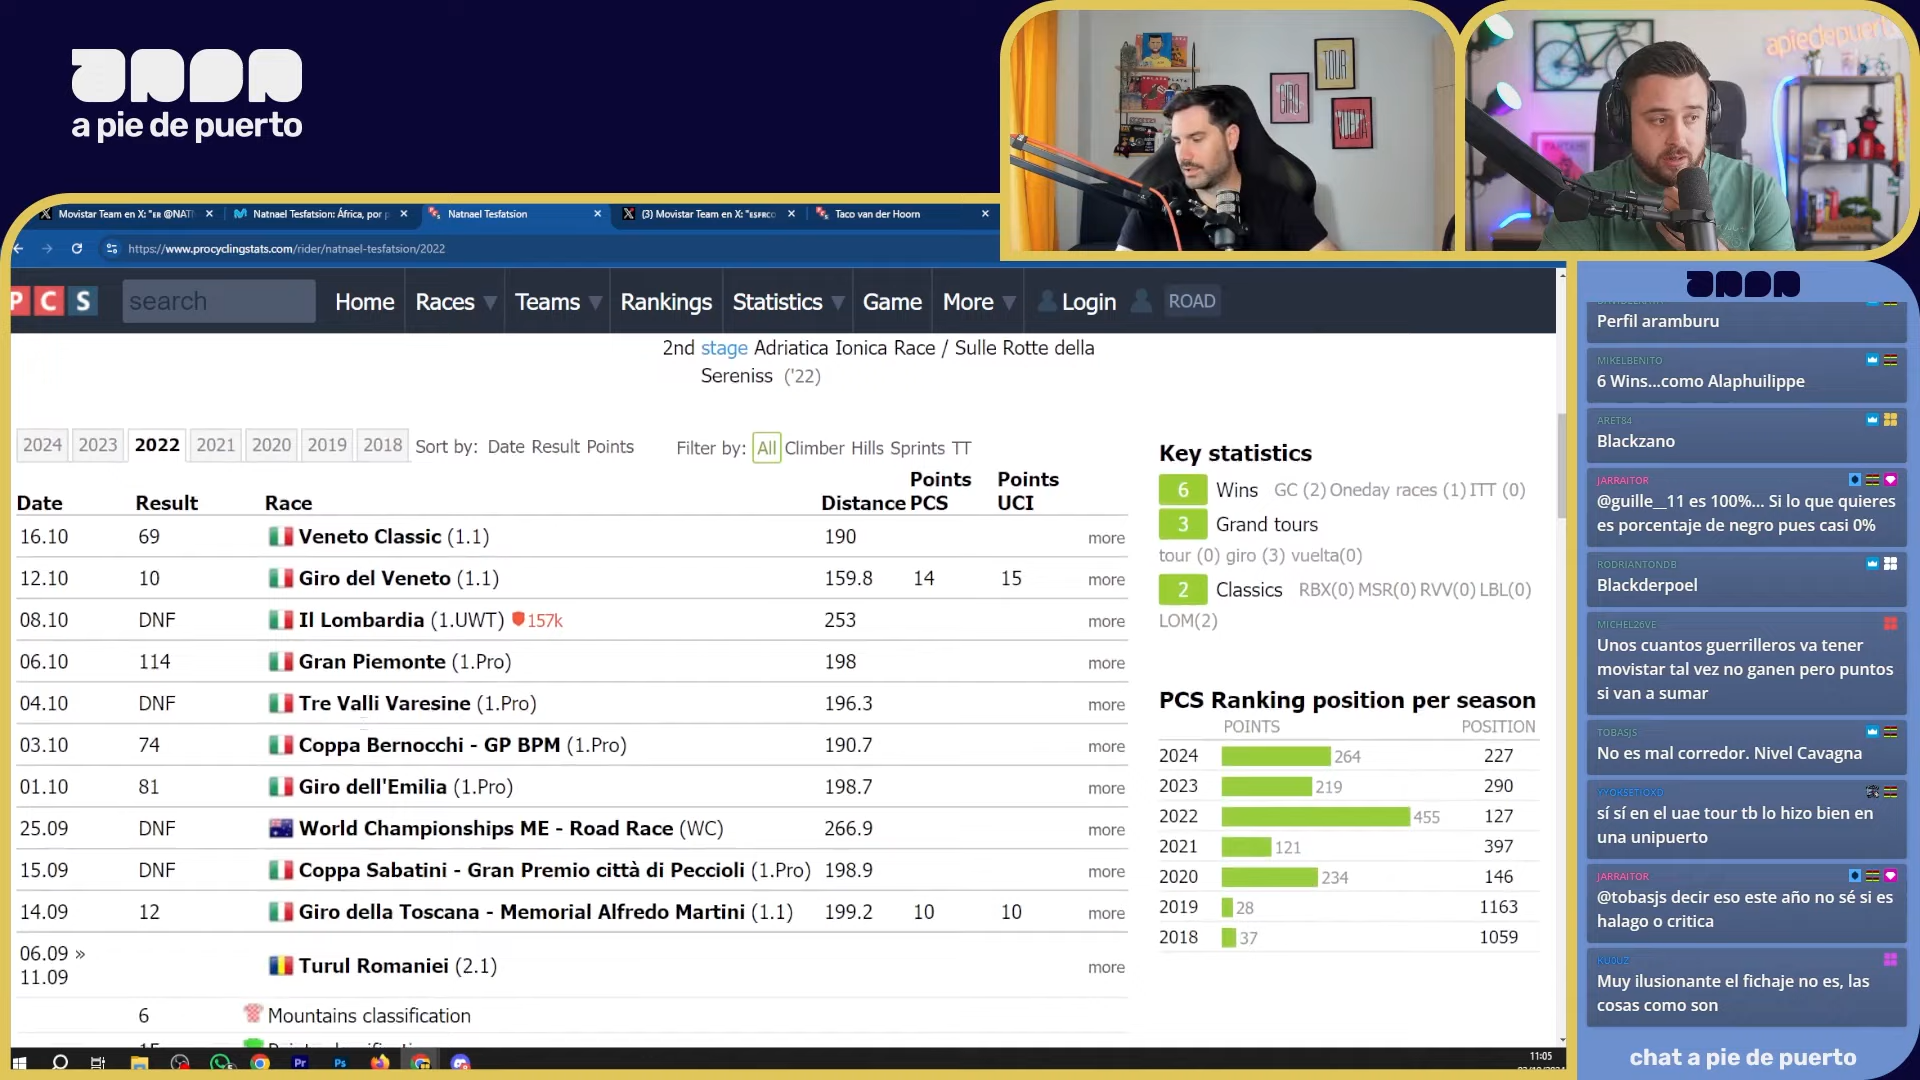 a pie de puerto
TOUR
GIRO
VUELTA
apiedepuerto
Movistar Team en X: "ER @NAT
Natnael Tesfatsion: África, por
Natnael Tesfatsion
(3) Movistar Team en X: "ESFRCO
Taco van der Hoorn
https://www.procyclingstats.com/rider/natnael-tesfatsion/2022
PCS
search
Home
Races
Teams
Rankings
Statistics
Game
More
Login
ROAD
2nd stage Adriatica Ionica Race / Sulle Rotte della
Sereniss ('22)
2024 2023 2022 2021 2020 2019 2018 Sort by: Date Result Points Filter by: All Climber Hills Sprints TT
Date Result Race Distance Points PCS Points UCI
16.10 69 Veneto Classic (1.1) 190 more
12.10 10 Giro del Veneto (1.1) 159.8 14 15 more
08.10 DNF Il Lombardia (1.UWT) 157k 253 more
06.10 114 Gran Piemonte (1.Pro) 198 more
04.10 DNF Tre Valli Varesine (1.Pro) 196.3 more
03.10 74 Coppa Bernocchi - GP BPM (1.Pro) 190.7 more
01.10 81 Giro dell'Emilia (1.Pro) 198.7 more
25.09 DNF World Championships ME - Road Race (WC) 266.9 more
15.09 DNF Coppa Sabatini - Gran Premio città di Peccioli (1.Pro) 198.9 more
14.09 12 Giro della Toscana - Memorial Alfredo Martini (1.1) 199.2 10 10 more
06.09 »
11.09 Turul Romaniei (2.1) more
6 Mountains classification
Key statistics
6 Wins GC (2) Oneday races (1) ITT (0)
3 Grand tours
tour (0) giro (3) vuelta(0)
2 Classics RBX(0) MSR(0) RVV(0) LBL(0)
LOM(2)
PCS Ranking position per season
POINTS POSITION
2024 264 227
2023 219 290
2022 455 127
2021 121 397
2020 234 146
2019 28 1163
2018 37 1059
11:05
Perfil aramburu
MIKELBENITO
6 Wins...como Alaphuilippe
ARET84
Blackzano
JARRAITOR
@guille__11 es 100%... Si lo que quieres
es porcentaje de negro pues casi 0%
RODRIANTONDB
Blackderpoel
MICHEL26VE
Unos cuantos guerrilleros va tener
movistar tal vez no ganen pero puntos
si van a sumar
TOBASJS
No es mal corredor. Nivel Cavagna
sí sí en el uae tour tb lo hizo bien en
una unipuerto
JARRAITOR
@tobasjs decir eso este año no sé si es
halago o critica
Muy ilusionante el fichaje no es, las
cosas como son
chat a pie de puerto